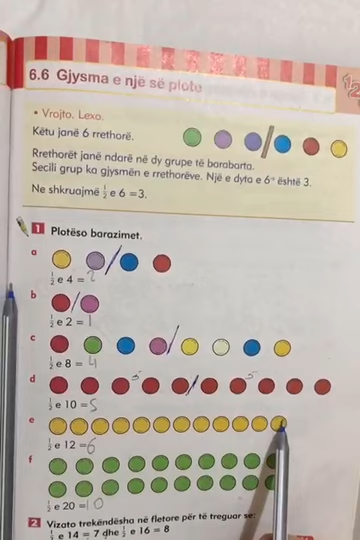 6.6 Gjysma e një së plote
• Vrojto. Lexo.
Këtu janë 6 rrethorë.
Rrethorët janë ndarë në dy grupe të barabarta.
Secili grup ka gjysmën e rrethorëve. Një e dyta e 6ᵗˢ është 3.
Ne shkruajmë ½ e 6 = 3.
1 Plotëso barazimet.
a
½ e 4 = 2
b
½ e 2 = 1
c
½ e 8 = 4
d
5 5
½ e 10 = 5
e
½ e 12 = 6
f
½ e 20 = 10
2 Vizato trekëndësha në fletore për të treguar se:
½ e 14 = 7 dhe ½ e 16 = 8